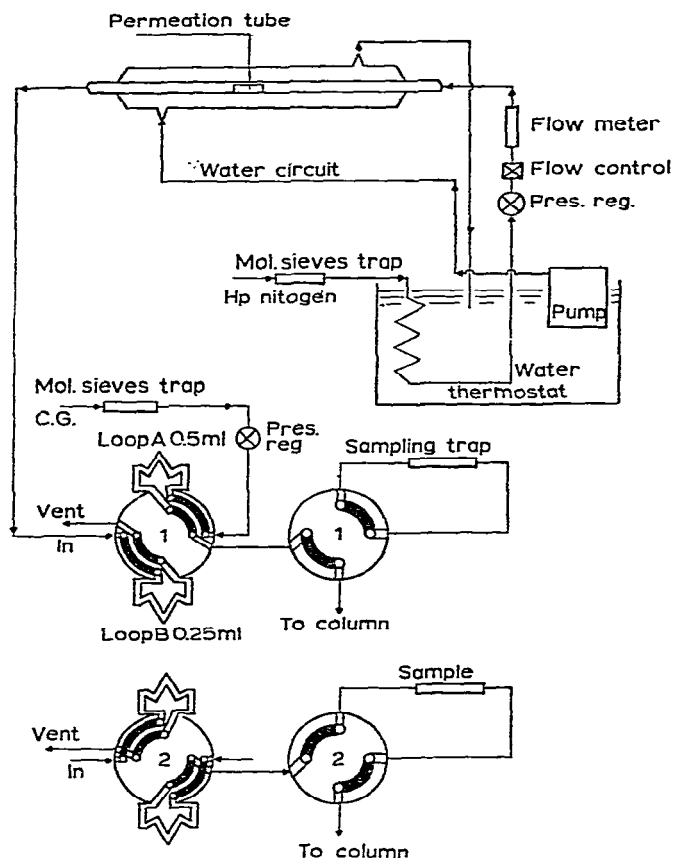 Permeation tube
Flow meter
Water circuit
Flow control
Pres. reg.
Mol. sieves trap
Hp nitogen
Pump
Water
thermostat
Mol. sieves trap
C.G.
Pres.
reg
Loop A 0.5ml
Sampling trap
Vent
1
1
In
Loop B 0.25ml
To column
Sample
Vent
2
2
In
To column